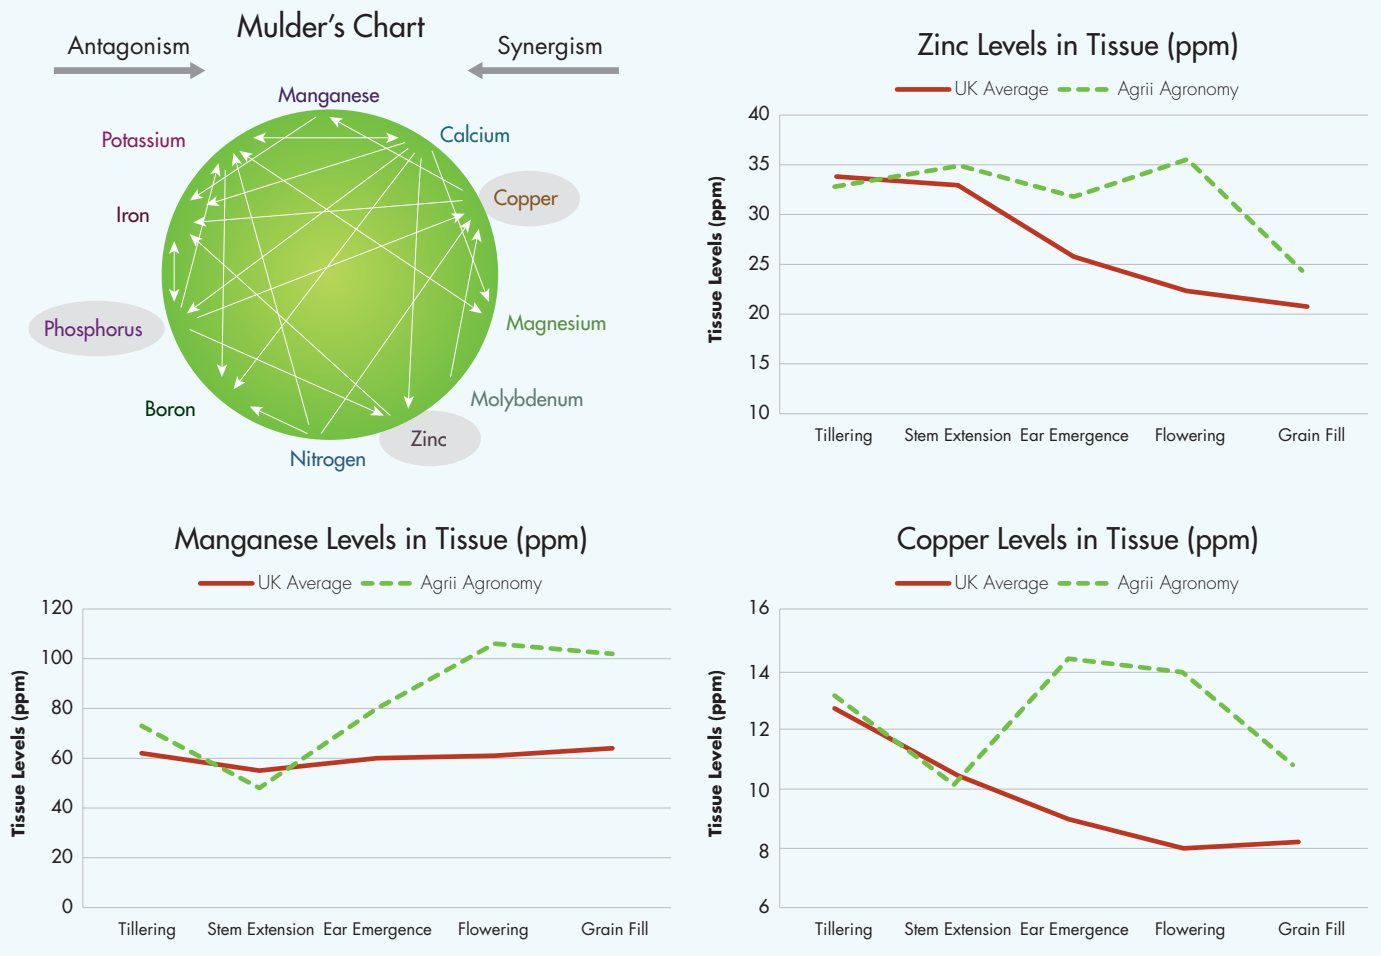 Mulder's Chart
Antagonism
Synergism
Manganese
Potassium
Calcium
Iron
Copper
Phosphorus
Magnesium
Boron
Molybdenum
Zinc
Nitrogen
Zinc Levels in Tissue (ppm)
UK Average Agrii Agronomy
Tissue Levels (ppm)
40
35
30
25
20
15
10
Tillering Stem Extension Ear Emergence Flowering Grain Fill
Manganese Levels in Tissue (ppm)
UK Average Agrii Agronomy
Tissue Levels (ppm)
120
100
80
60
40
20
0
Tillering Stem Extension Ear Emergence Flowering Grain Fill
Copper Levels in Tissue (ppm)
UK Average Agrii Agronomy
Tissue Levels (ppm)
16
14
12
10
8
6
Tillering Stem Extension Ear Emergence Flowering Grain Fill